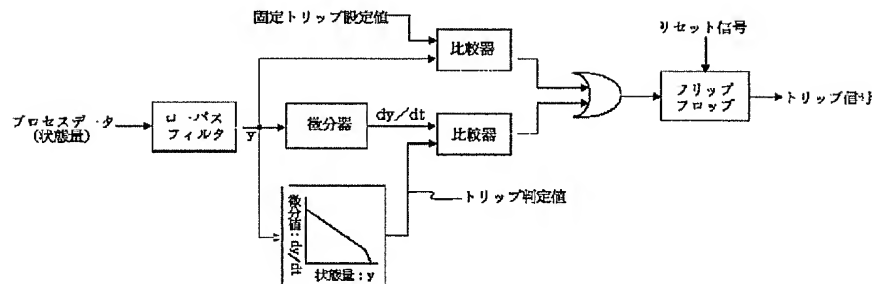 固定トリップ設定値
比較器
リセット信号
プロセスデータ
(状態量)
ローパス
フィルタ
y
微分器
dy/dt
比較器
フリップ
フロップ
トリップ信号
トリップ判定値
微分値:dy/dt
状態量:y